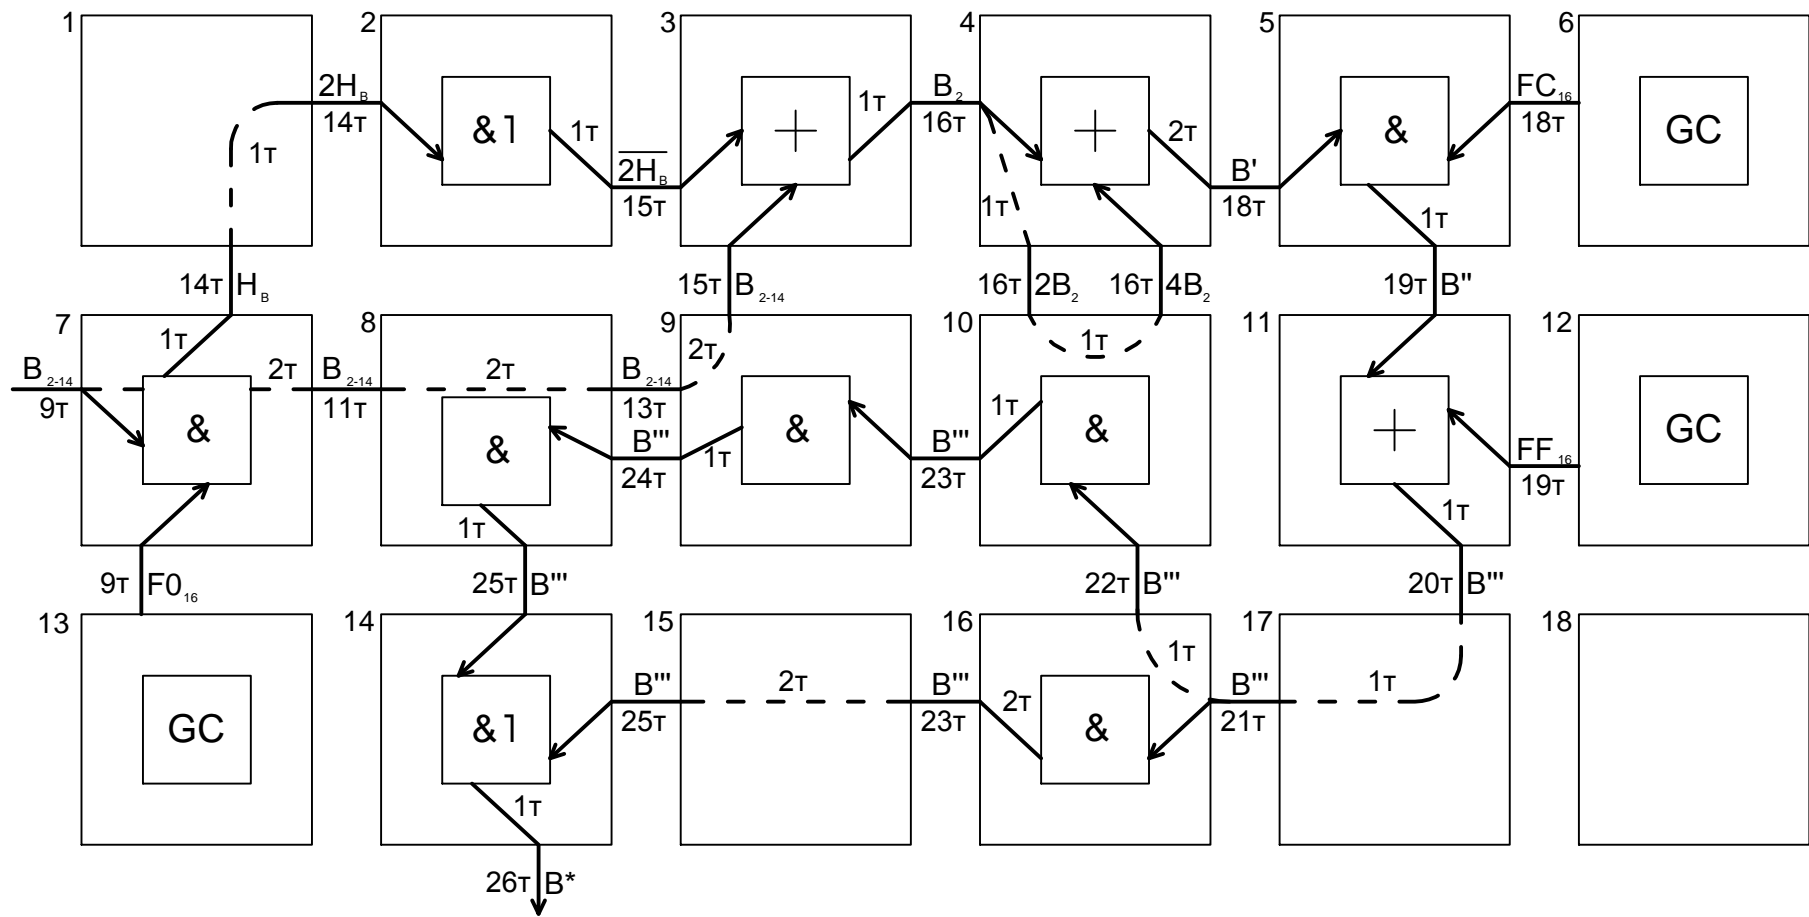 1 2 3 4 5 6
2H_B 1т B_2 FC_16
&1 1т + 1т 16т + 2т & 18т GC
14т 1т \overline{2H_B} B'
15т 1т 18т 1т
14т H_B 15т B_2-14 16т 2B_2 16т 4B_2 19т B''
7 8 9 10 11 12
1т 2т 1т
B_2-14 2т B_2-14 2т B_2-14
9т 11т 13т 1т
& & B''' & B''' & + FF_16 GC
24т 1т 23т 19т
1т 1т
9т F0_16 25т B''' 22т B''' 20т B'''
13 14 15 16 17 18
1т
B''' 2т B''' 2т B''' 1т
GC &1 25т 23т & 21т
1т
26т B*